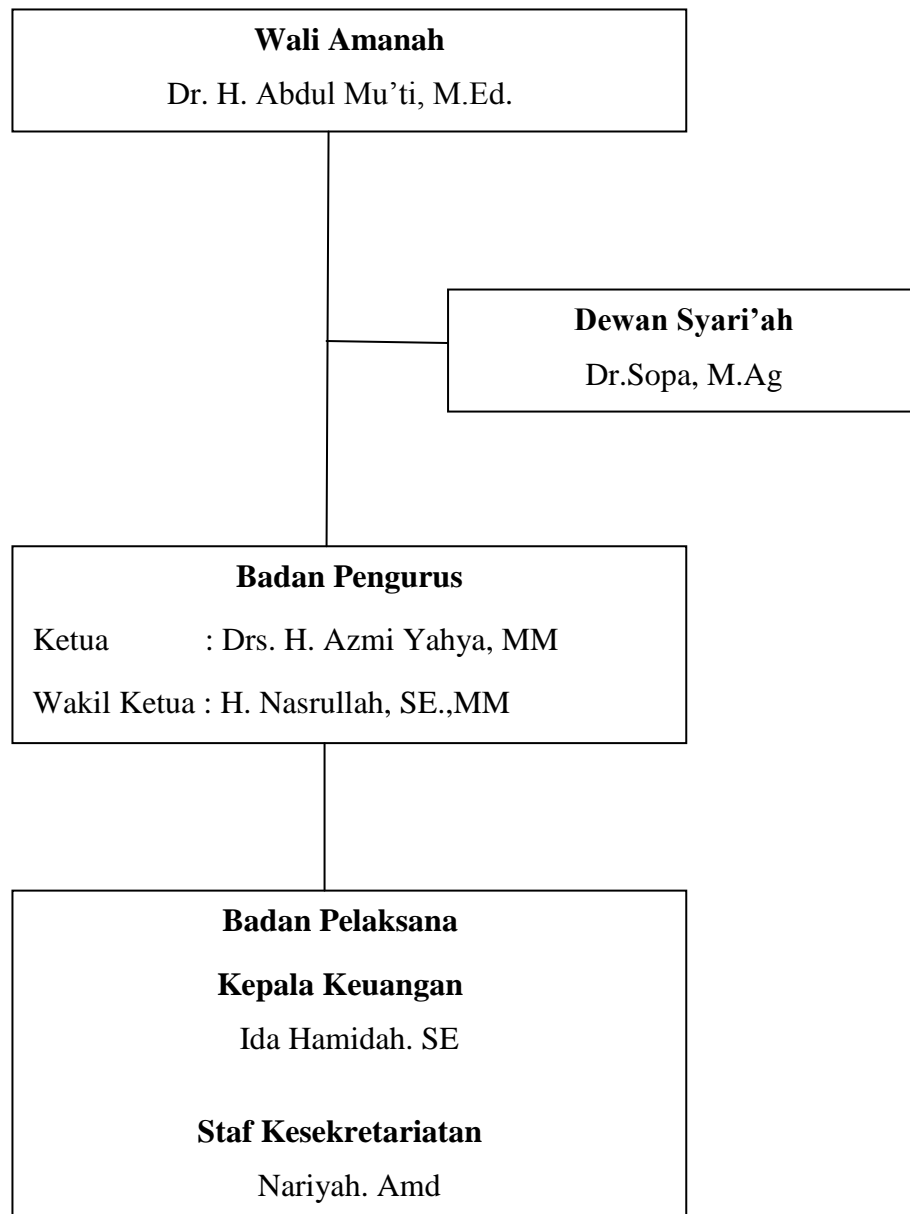 Wali Amanah
Dr. H. Abdul Mu’ti, M.Ed.
Dewan Syari’ah
Dr.Sopa, M.Ag
Badan Pengurus
Ketua : Drs. H. Azmi Yahya, MM
Wakil Ketua : H. Nasrullah, SE.,MM
Badan Pelaksana
Kepala Keuangan
Ida Hamidah. SE
Staf Kesekretariatan
Nariyah. Amd